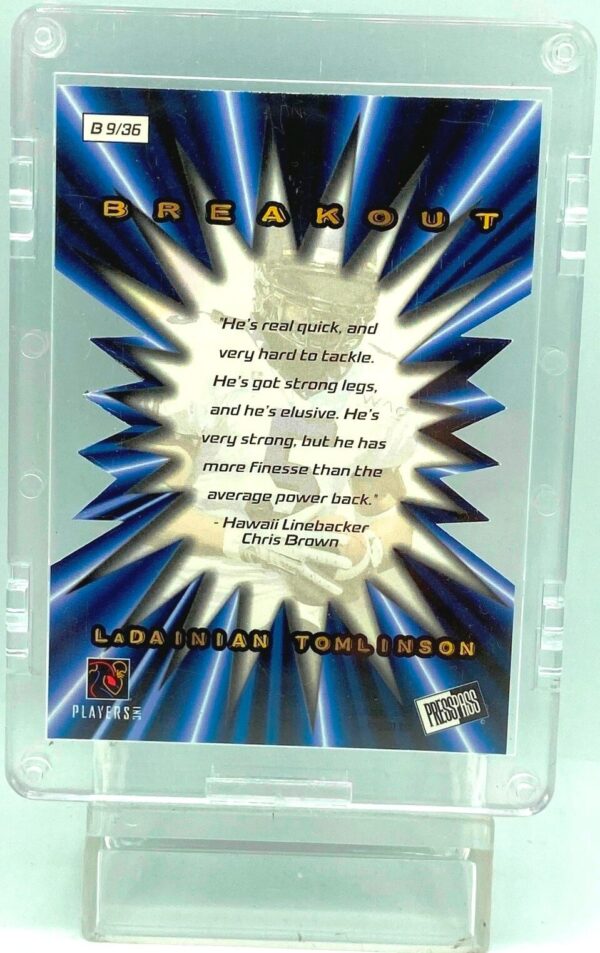 B 9/36
BREAKOUT
"He's real quick, and
very hard to tackle.
He's got strong legs,
and he's elusive. He's
very strong, but he has
more finesse than the
average power back."
- Hawaii Linebacker
Chris Brown
LaDAINIAN TOMLINSON
PLAYERS INC
PRESS PASS